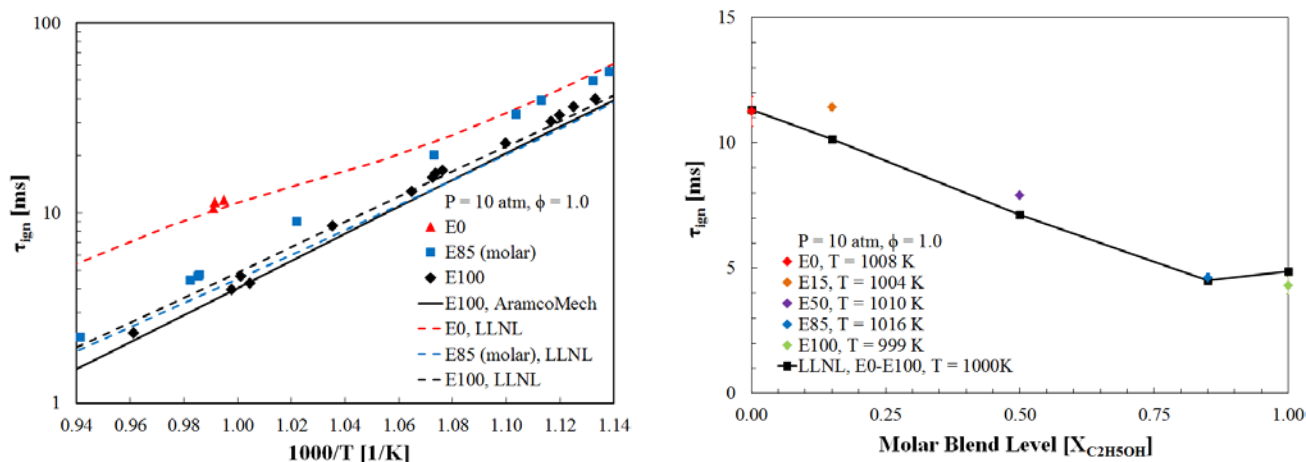 100
10
1
τign [ms]
0.94 0.96 0.98 1.00 1.02 1.04 1.06 1.08 1.10 1.12 1.14
1000/T [1/K]
P = 10 atm, ϕ = 1.0
E0
E85 (molar)
E100
E100, AramcoMech
E0, LLNL
E85 (molar), LLNL
E100, LLNL
15
10
5
0
τign [ms]
0.00 0.25 0.50 0.75 1.00
Molar Blend Level [XC2H5OH]
P = 10 atm, ϕ = 1.0
E0, T = 1008 K
E15, T = 1004 K
E50, T = 1010 K
E85, T = 1016 K
E100, T = 999 K
LLNL, E0-E100, T = 1000K